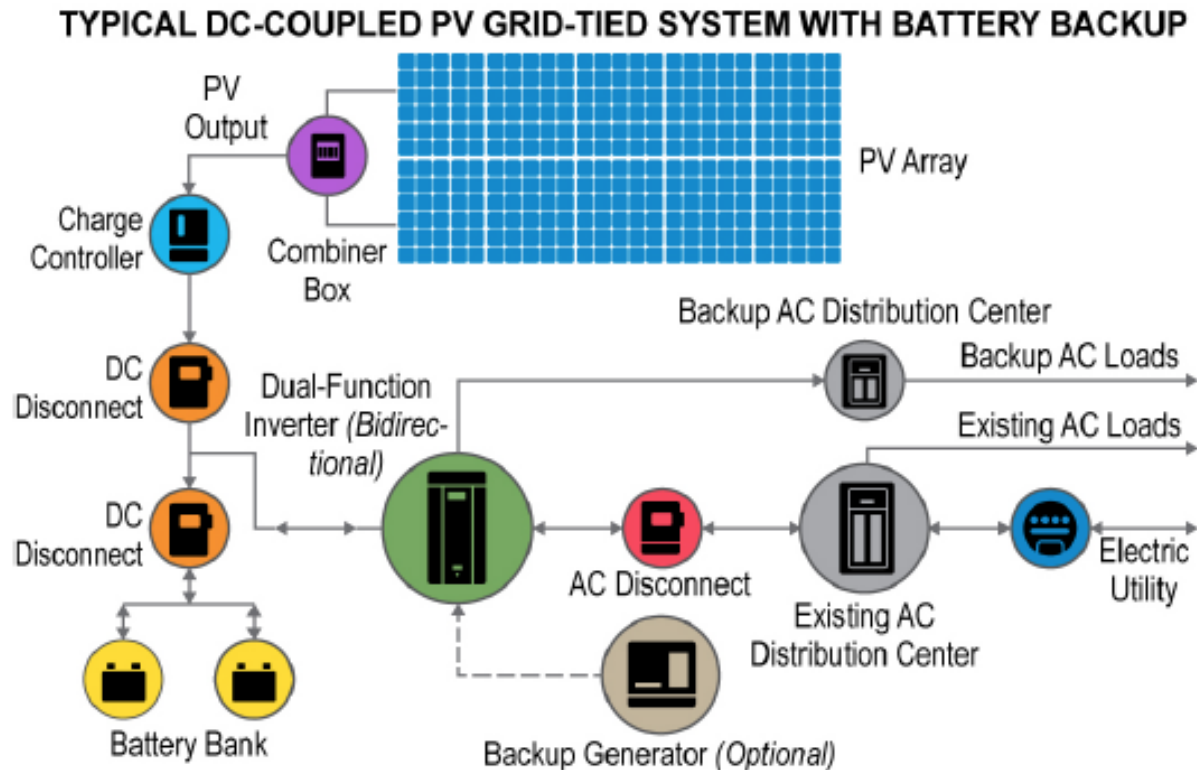 TYPICAL DC-COUPLED PV GRID-TIED SYSTEM WITH BATTERY BACKUP
PV
Output
PV Array
Charge
Controller
Combiner
Box
Backup AC Distribution Center
Backup AC Loads
DC
Disconnect
Dual-Function
Inverter (Bidirec-
tional)
Existing AC Loads
DC
Disconnect
AC Disconnect
Electric
Utility
Existing AC
Distribution Center
Battery Bank
Backup Generator (Optional)